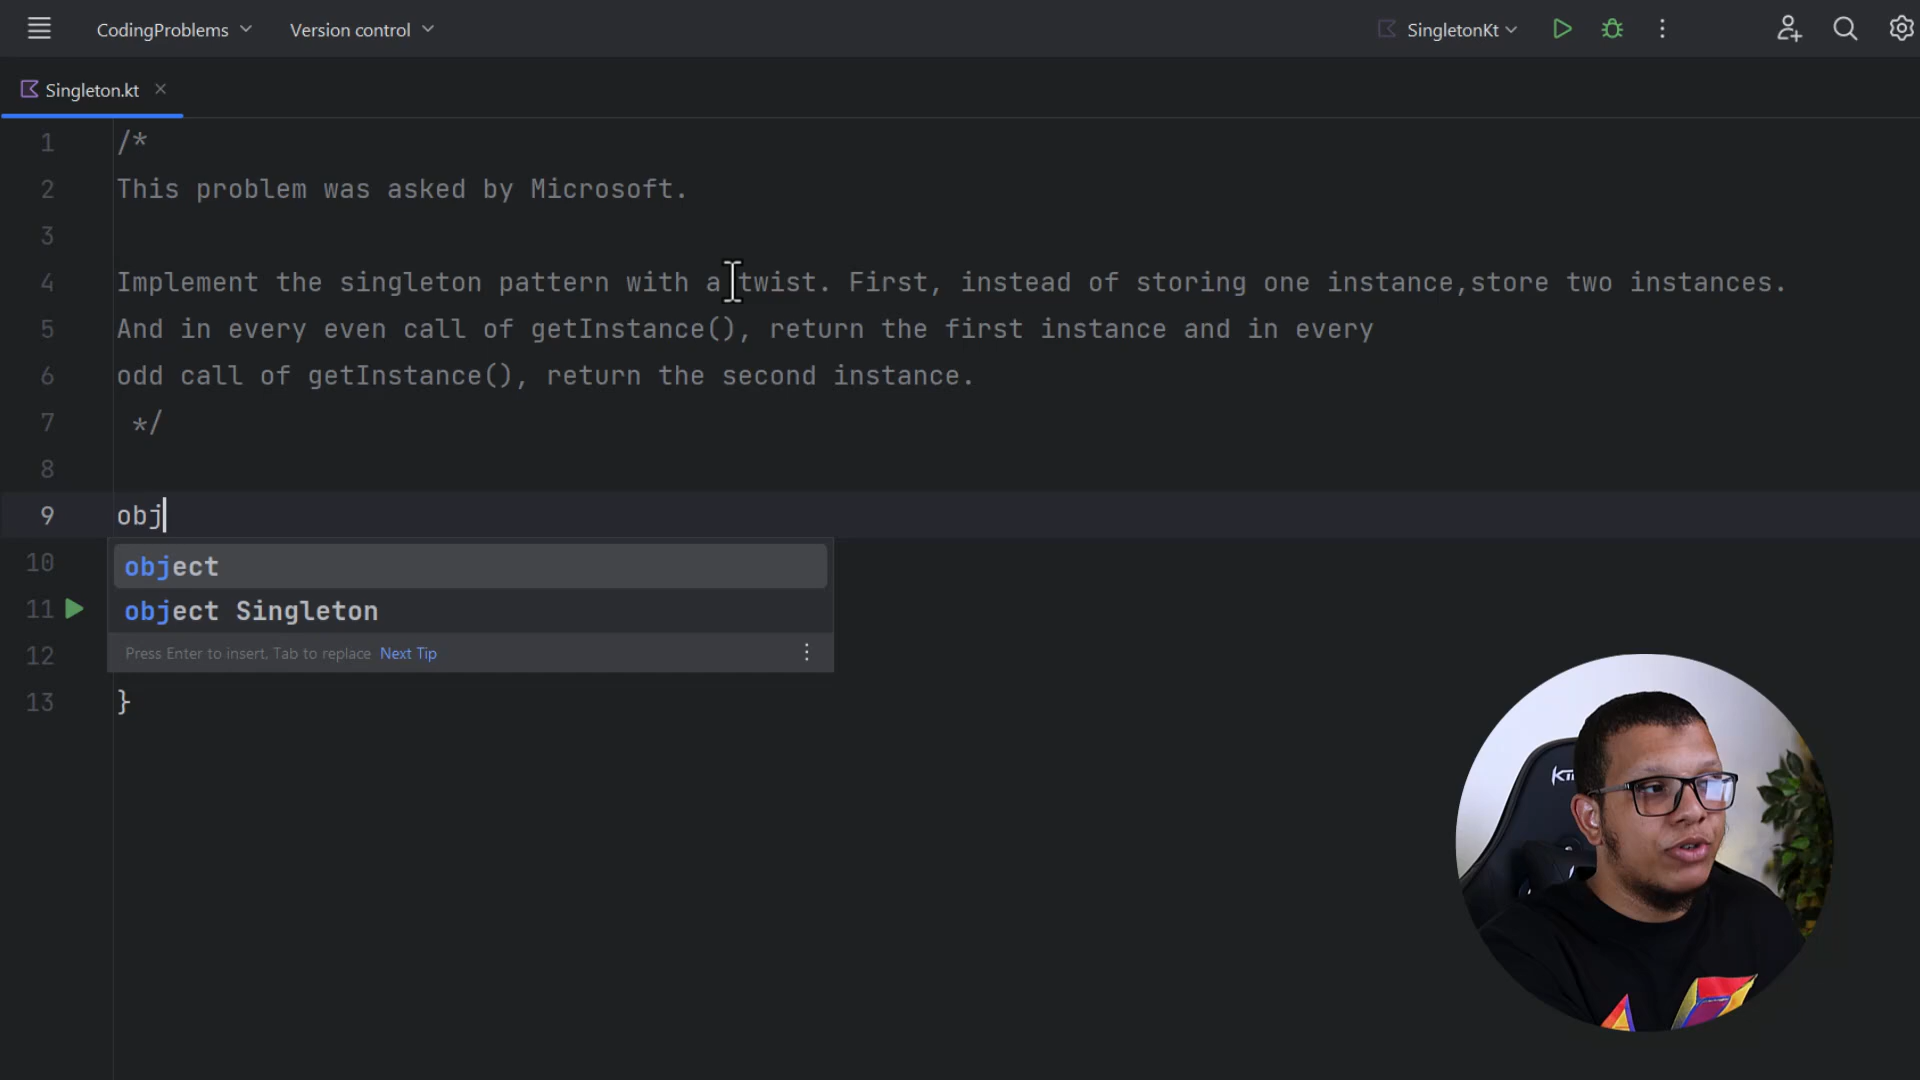 CodingProblems Version control SingletonKt
Singleton.kt
1 /*
2 This problem was asked by Microsoft.
3
4 Implement the singleton pattern with a twist. First, instead of storing one instance,store two instances.
5 And in every even call of getInstance(), return the first instance and in every
6 odd call of getInstance(), return the second instance.
7 */
8
9 obj
10 object
11 object Singleton
12 Press Enter to insert, Tab to replace Next Tip
13 }